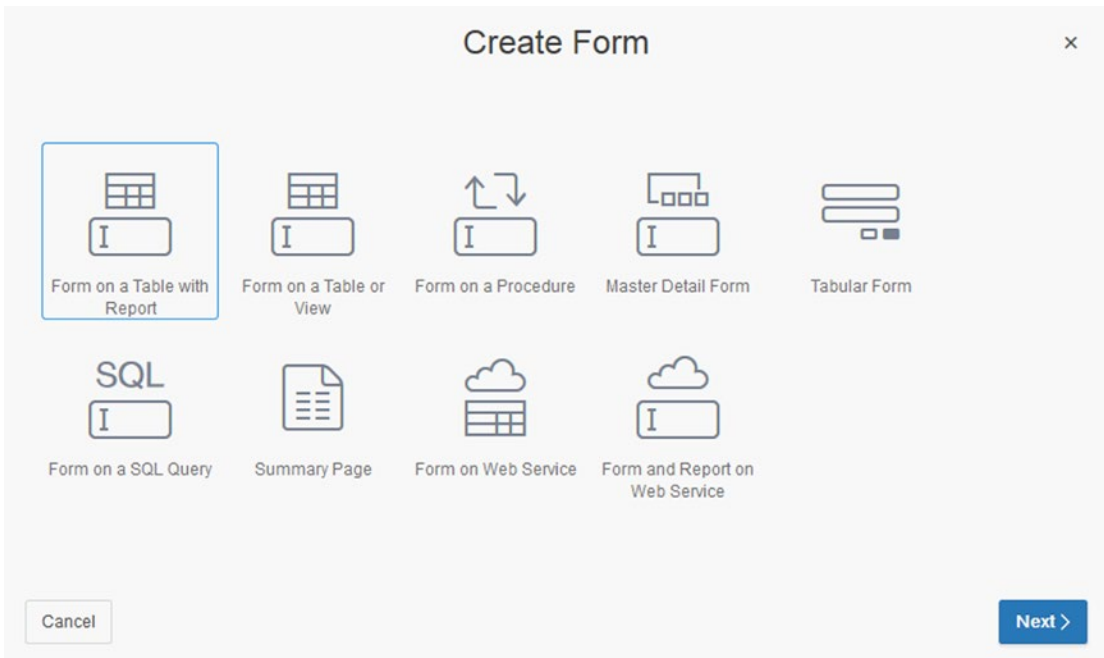 Create Form
×
Form on a Table with
Report
Form on a Table or
View
Form on a Procedure
Master Detail Form
Tabular Form
SQL
Form on a SQL Query
Summary Page
Form on Web Service
Form and Report on
Web Service
Cancel
Next >